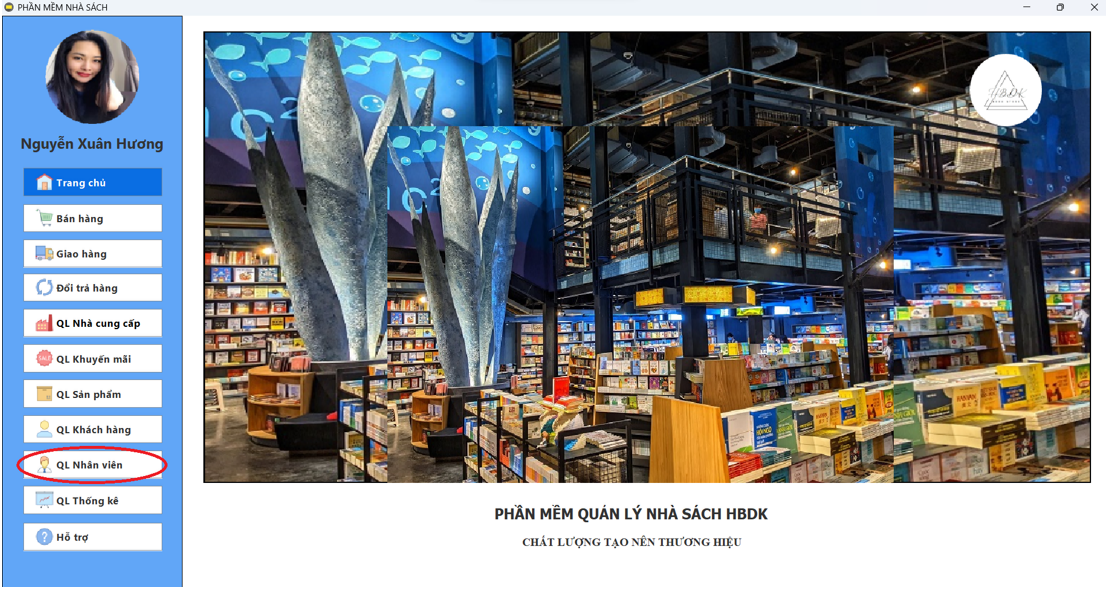 PHẦN MỀM NHÀ SÁCH
Nguyễn Xuân Hương
Trang chủ
Bán hàng
Giao hàng
Đổi trả hàng
QL Nhà cung cấp
SALE
QL Khuyến mãi
QL Sản phẩm
QL Khách hàng
QL Nhân viên
QL Thống kê
?
Hỗ trợ
HBDK
PHẦN MỀM QUẢN LÝ NHÀ SÁCH HBDK
CHẤT LƯỢNG TẠO NÊN THƯƠNG HIỆU